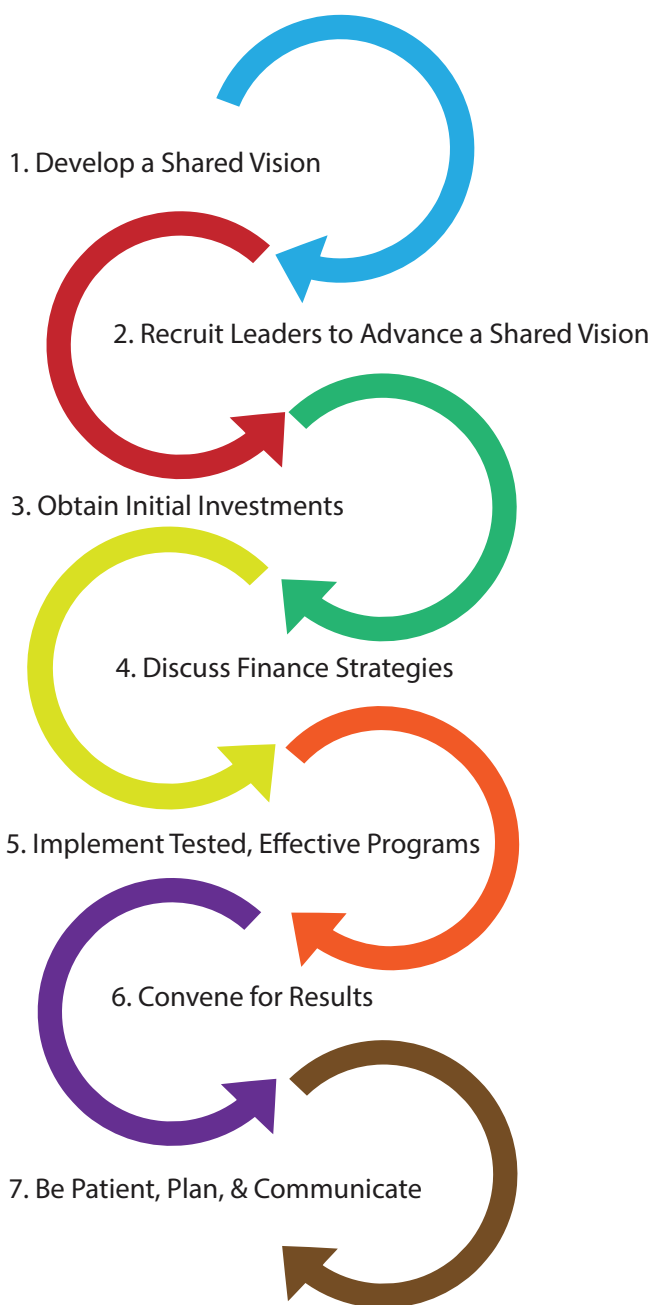 1. Develop a Shared Vision
2. Recruit Leaders to Advance a Shared Vision
3. Obtain Initial Investments
4. Discuss Finance Strategies
5. Implement Tested, Effective Programs
6. Convene for Results
7. Be Patient, Plan, & Communicate